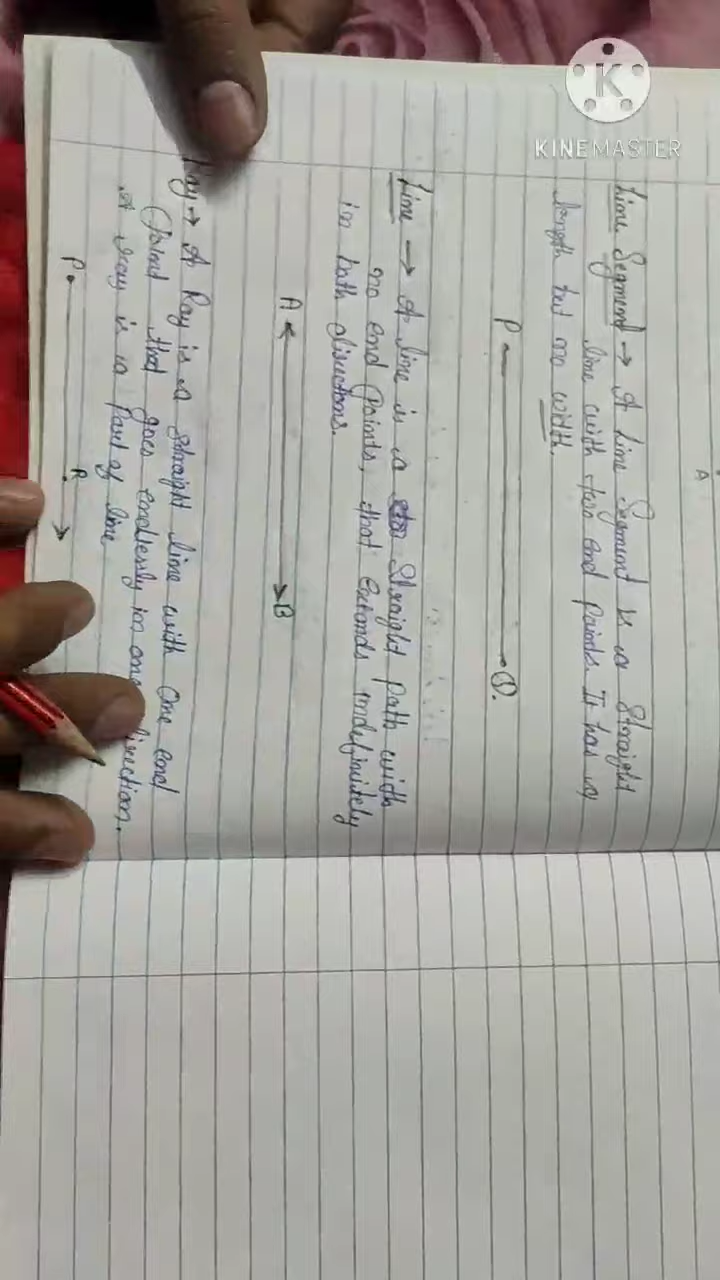 KINEMASTER
A
Line Segment → A Line Segment is a Straight
line with two end points. It has a
length but no width.
P Q.
Line → A line is a Straight path with
no end Points, that extends indefinitely
in both directions.
A B
Ray → A Ray is a straight line with one end
Point that goes endlessly in one direction.
A ray is a Part of line
P R